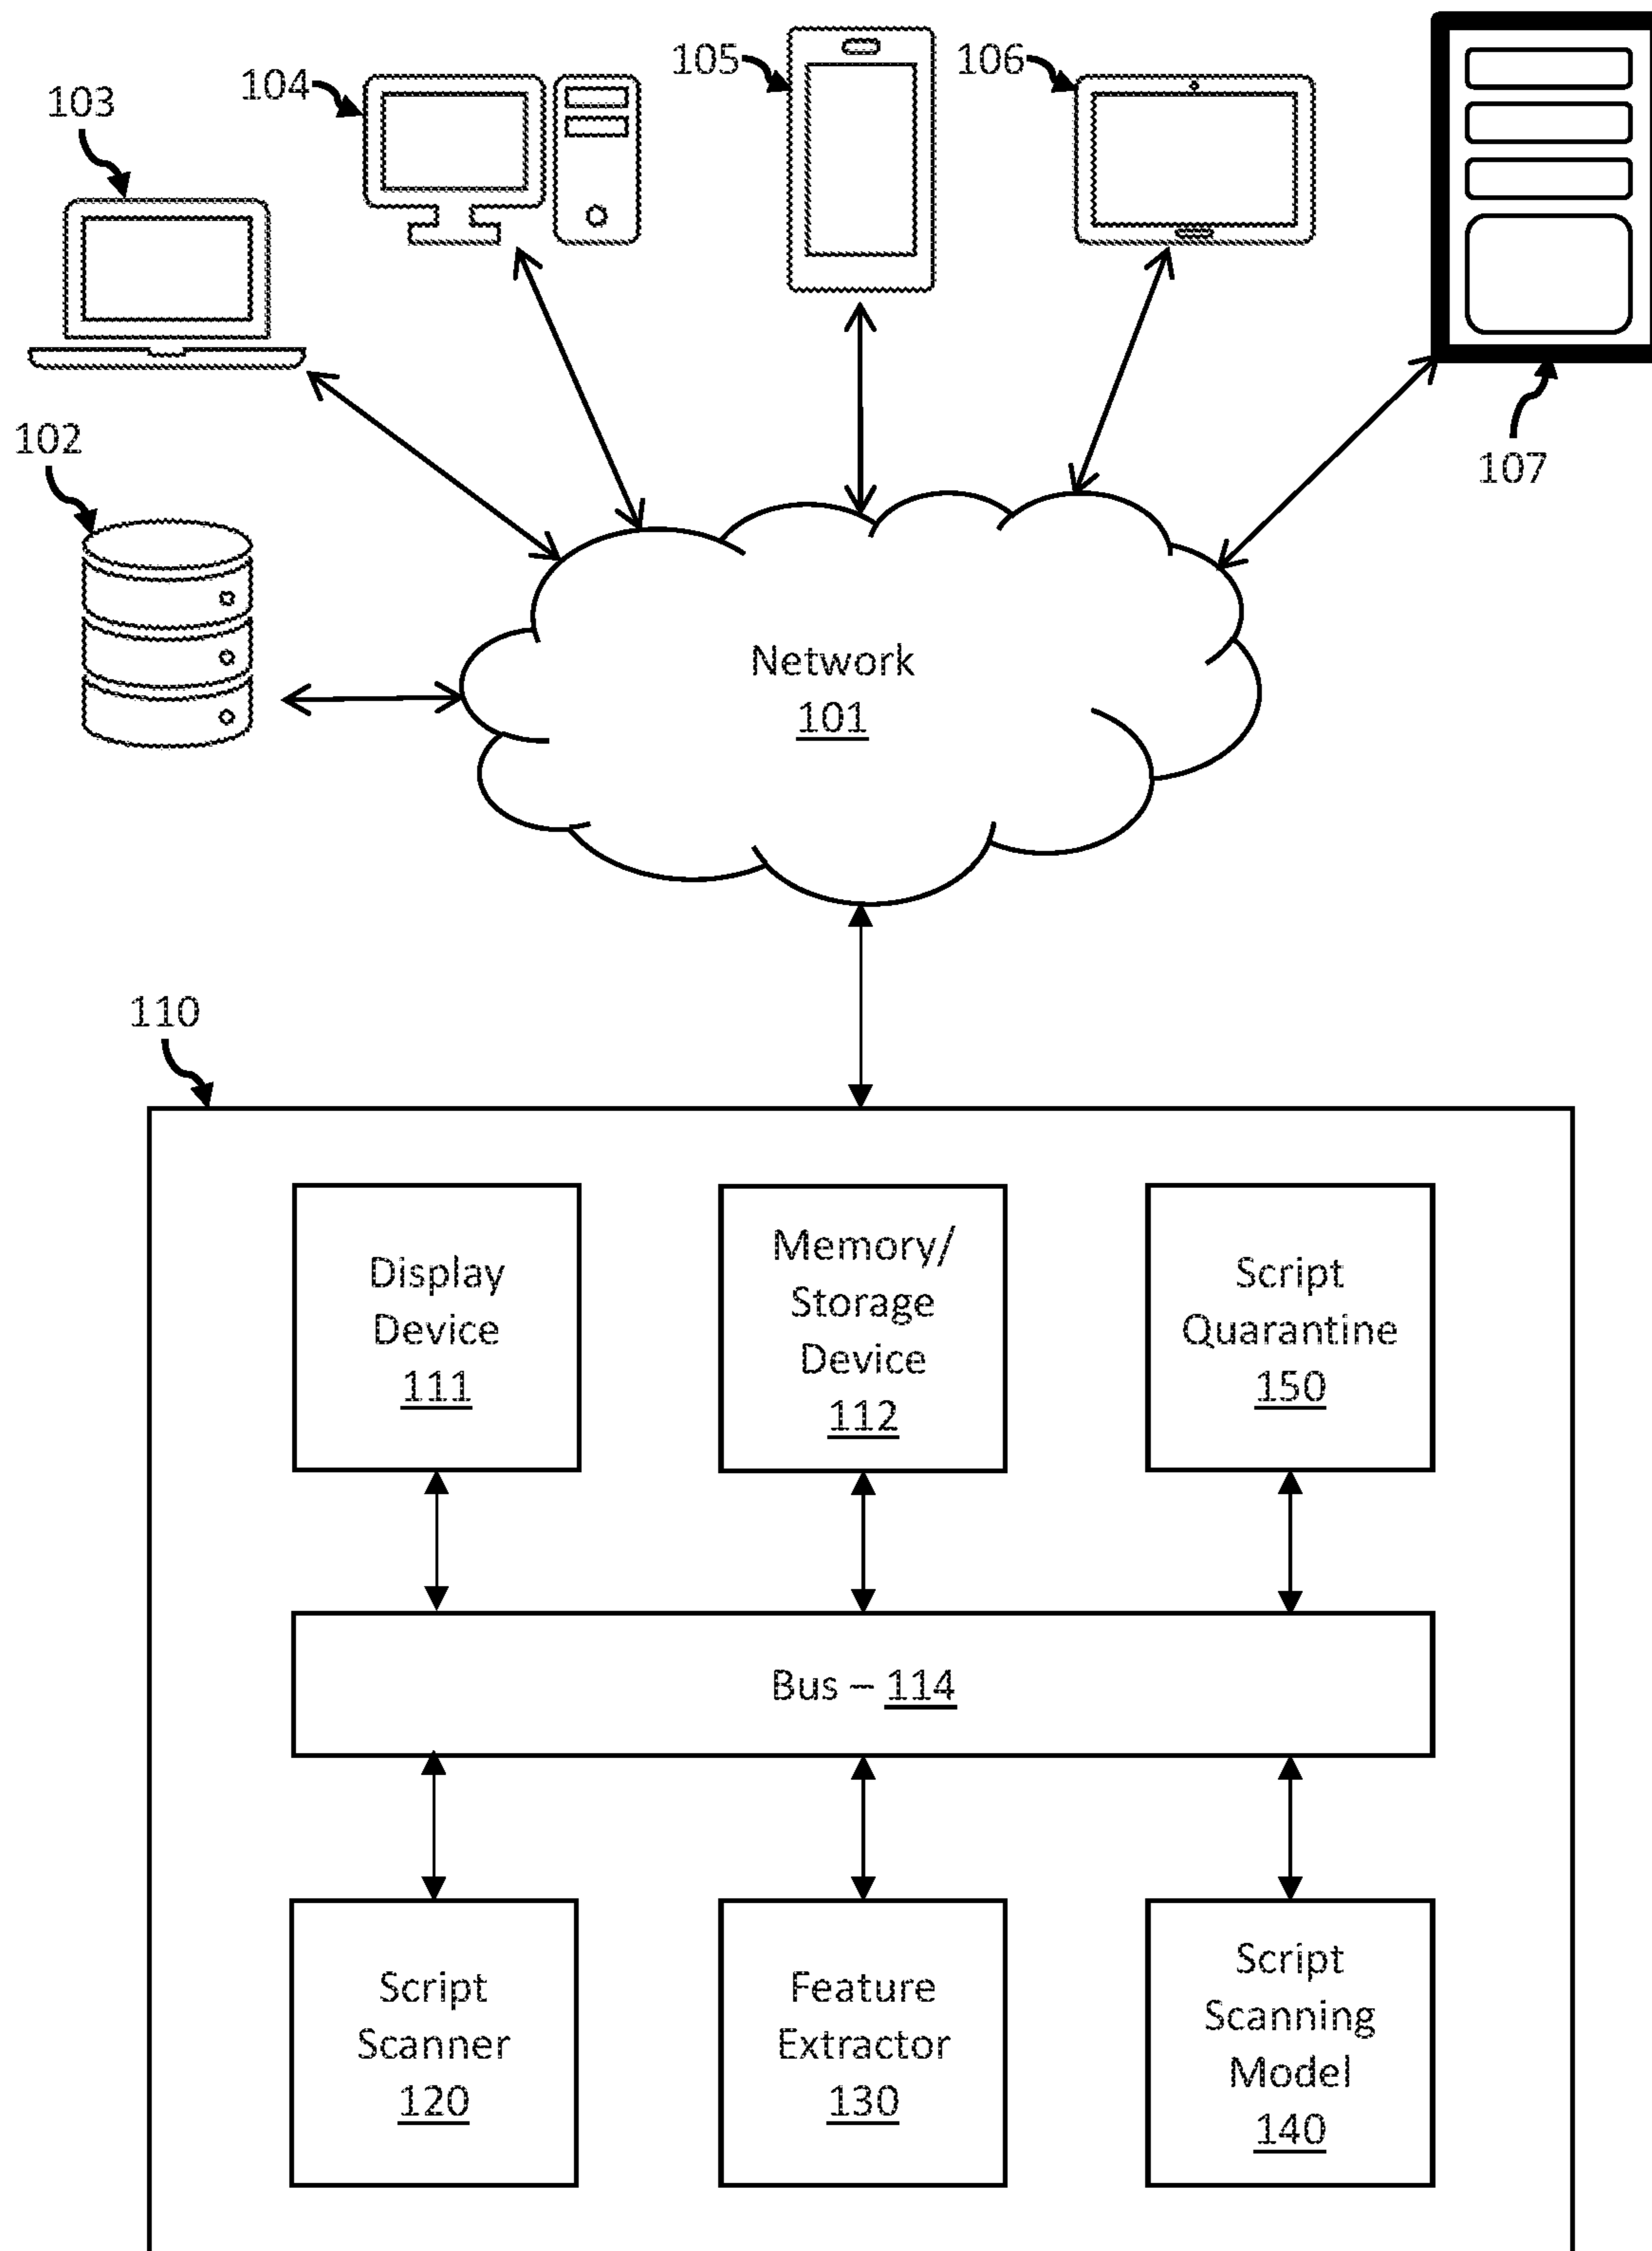 105
106
104
103
102
107
Network
101
110
Display
Device
111
Memory/
Storage
Device
112
Script
Quarantine
150
Bus – 114
Script
Scanner
120
Feature
Extractor
130
Script
Scanning
Model
140